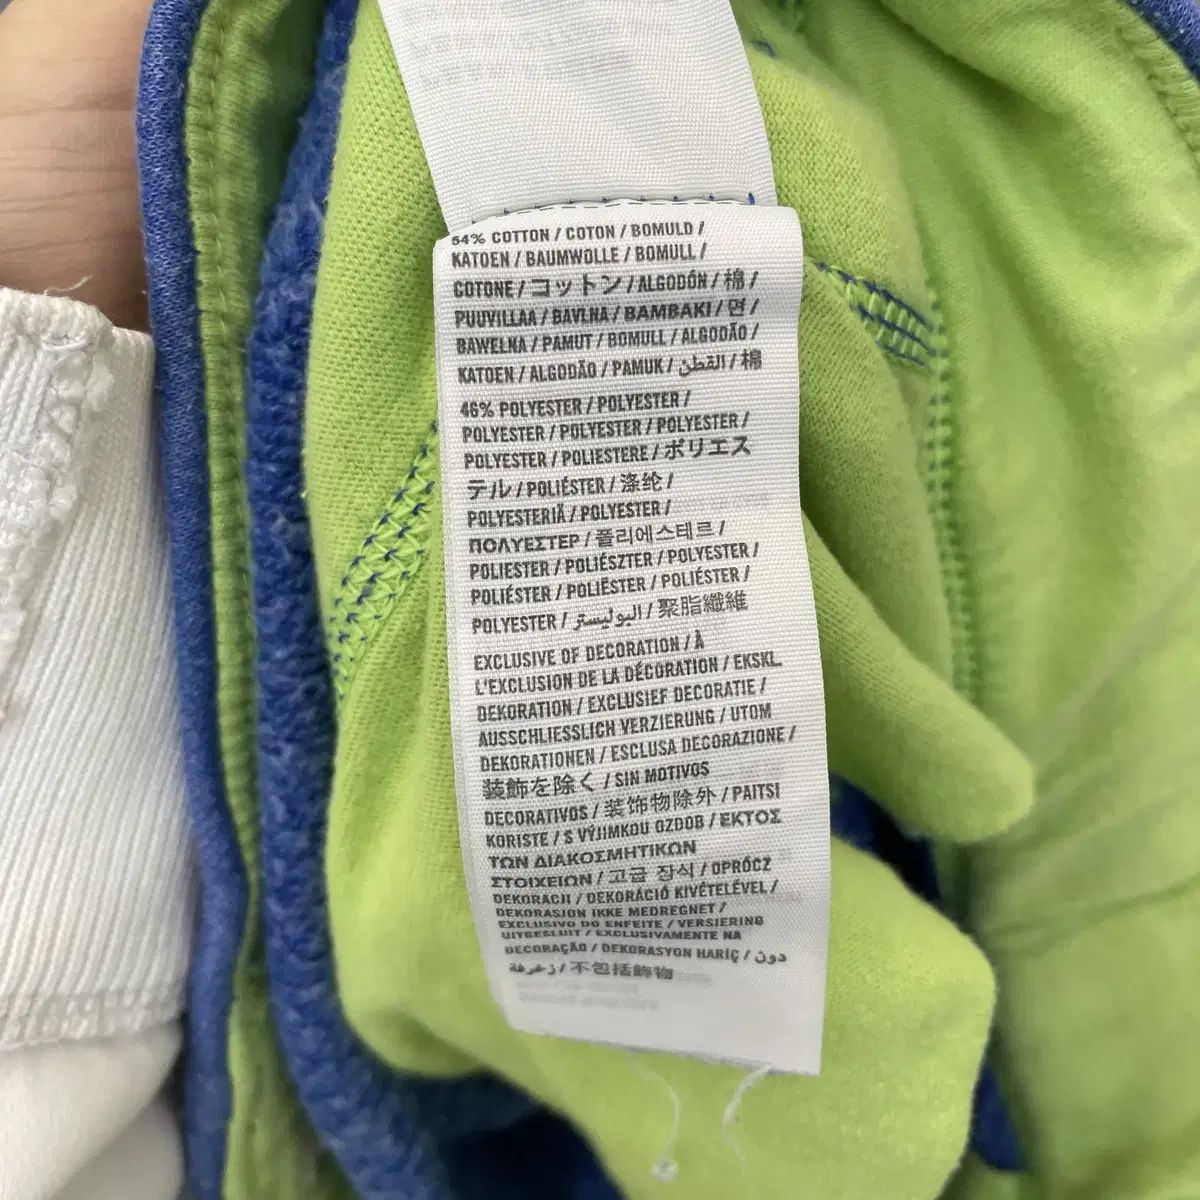 54% COTTON / COTON / BOMULD /
KATOEN / BAUMWOLLE / BOMULL /
COTONE / コットン / ALGODÓN / 棉 /
PUUVILLAA / BAVLNA / BAMBAKI / 면 /
BAWEŁNA / PAMUT / BOMULL / ALGODÃO /
KATOEN / ALGODÃO / PAMUK / القطن / 棉
46% POLYESTER / POLYESTER /
POLYESTER / POLYESTER / POLYESTER /
POLYESTER / POLIESTERE / ポリエス
テル / POLIÉSTER / 涤纶 /
POLYESTERIÄ / POLYESTER /
ΠΟΛΥΕΣΤΕΡ / 폴리에스테르 /
POLIESTER / POLIÉSZTER / POLYESTER /
POLIÉSTER / POLIÉSTER / POLIÉSTER /
POLYESTER / اليوليستر / 聚脂纖維
EXCLUSIVE OF DECORATION / À
L'EXCLUSION DE LA DÉCORATION / EKSKL.
DEKORATION / EXCLUSIEF DECORATIE /
AUSSCHLIESSLICH VERZIERUNG / UTOM
DEKORATIONEN / ESCLUSA DECORAZIONE /
装飾を除く / SIN MOTIVOS
DECORATIVOS / 装饰物除外 / PAITSI
KORISTE / S VÝJIMKOU OZDOB / ΕΚΤΟΣ
ΤΩΝ ΔΙΑΚΟΣΜΗΤΙΚΩΝ
ΣΤΟΙΧΕΙΩΝ / 고급 장식 / OPRÓCZ
DEKORACJI / DEKORÁCIÓ KIVÉTELÉVEL /
DEKORASJON IKKE MEDREGNET /
EXCLUSIVO DO ENFEITE / VERSIERING
UITGESLUIT / EXCLUSIVAMENTE NA
DECORAÇÃO / DEKORASYON HARİÇ / دون
زخرفة / 不包括飾物